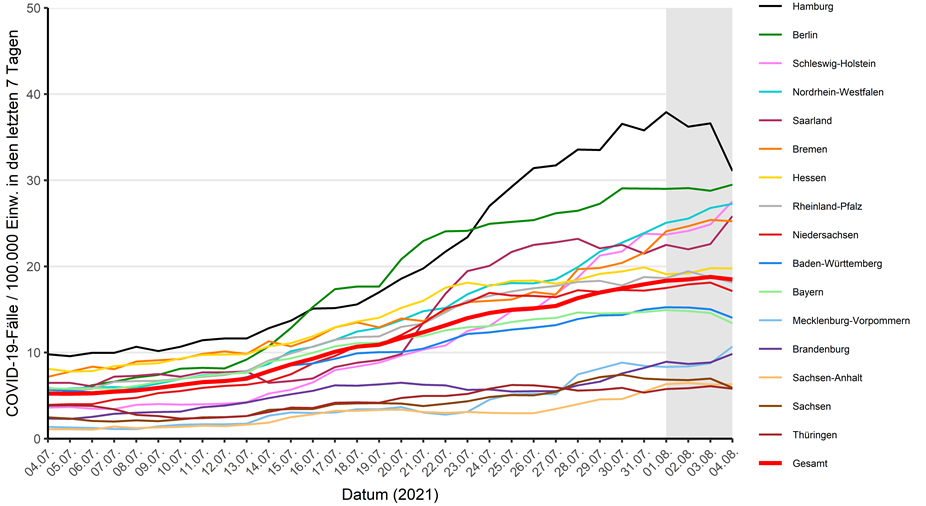 COVID-19-Fälle / 100.000 Einw. in den letzten 7 Tagen
50
40
30
20
10
0
04.07.
05.07.
06.07.
07.07.
08.07.
09.07.
10.07.
11.07.
12.07.
13.07.
14.07.
15.07.
16.07.
17.07.
18.07.
19.07.
20.07.
21.07.
22.07.
23.07.
24.07.
25.07.
26.07.
27.07.
28.07.
29.07.
30.07.
31.07.
01.08.
02.08.
03.08.
04.08.
Datum (2021)
Hamburg
Berlin
Schleswig-Holstein
Nordrhein-Westfalen
Saarland
Bremen
Hessen
Rheinland-Pfalz
Niedersachsen
Baden-Württemberg
Bayern
Mecklenburg-Vorpommern
Brandenburg
Sachsen-Anhalt
Sachsen
Thüringen
Gesamt